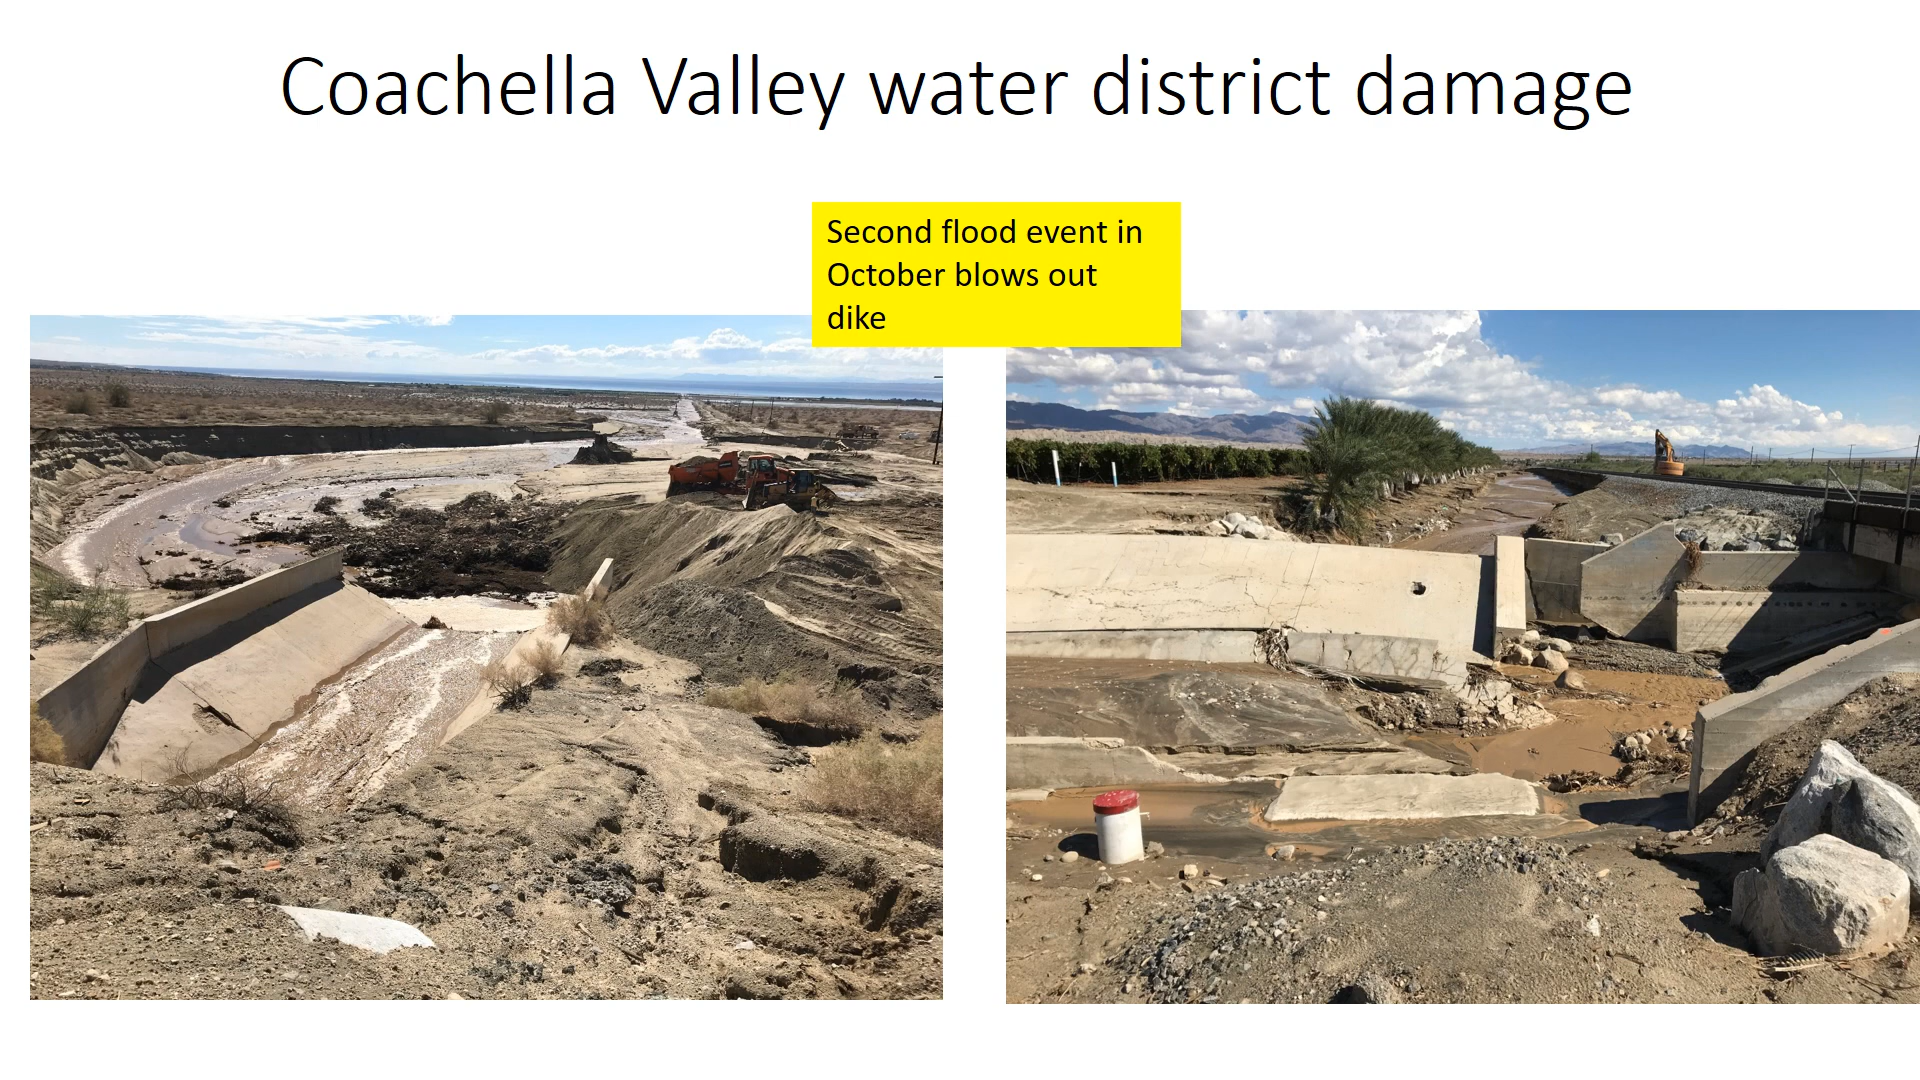 Coachella Valley water district damage
Second flood event in
October blows out
dike